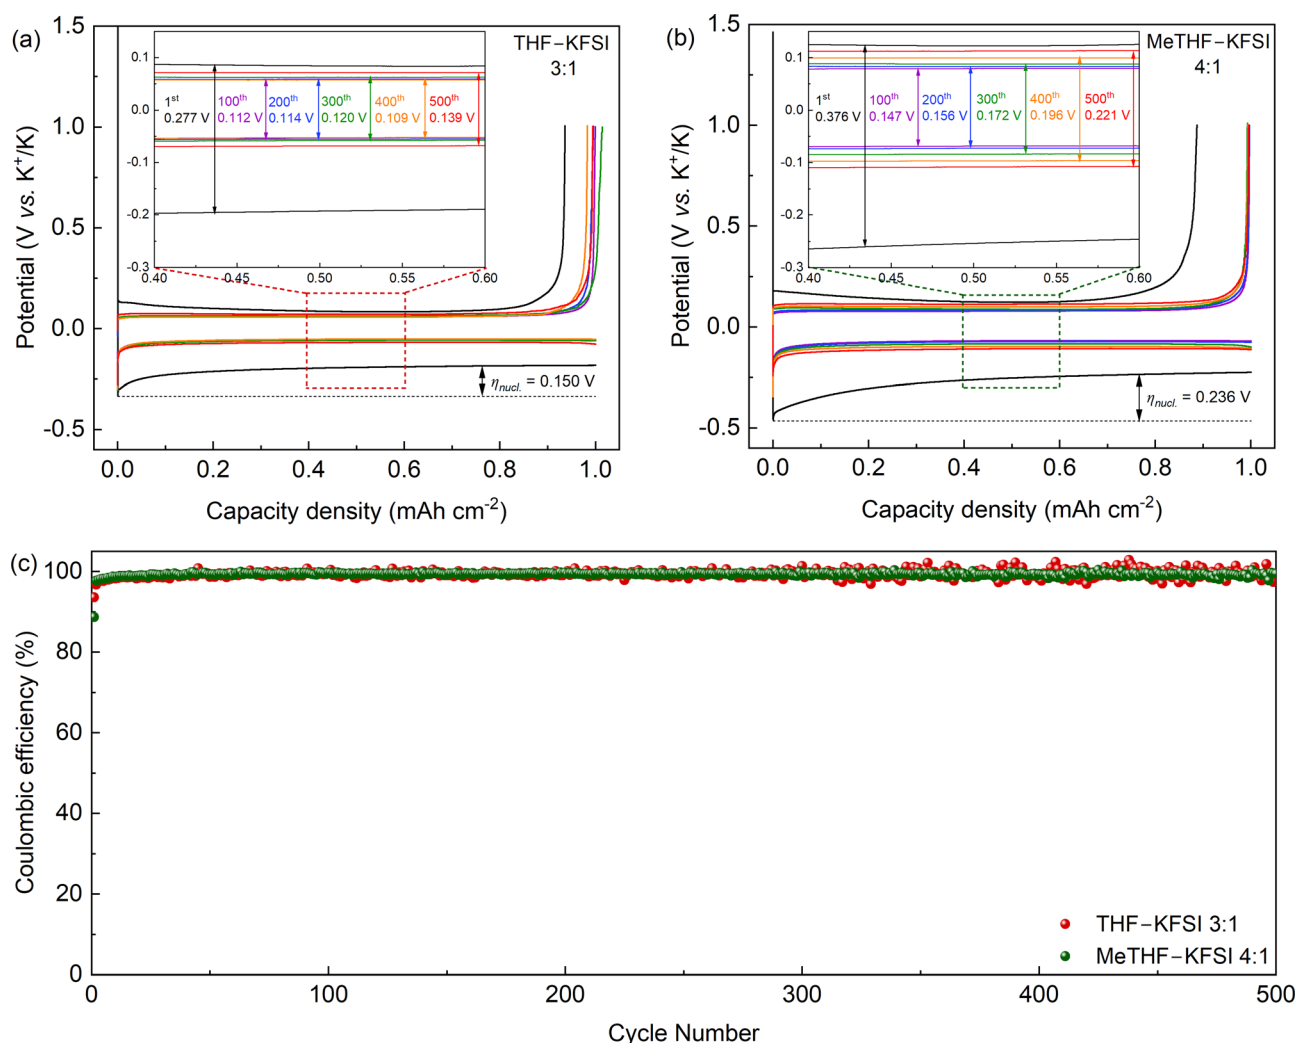 (a)
THF–KFSI
3:1
1.5
1.0
0.5
0.0
-0.5
Potential (V vs. K⁺/K)
0.1
0.0
-0.1
-0.2
-0.3
0.40
0.45
0.50
0.55
0.60
1ˢᵗ
0.277 V
100ᵗʰ
0.112 V
200ᵗʰ
0.114 V
300ᵗʰ
0.120 V
400ᵗʰ
0.109 V
500ᵗʰ
0.139 V
ηnucl. = 0.150 V
0.0
0.2
0.4
0.6
0.8
1.0
Capacity density (mAh cm⁻²)
(b)
MeTHF–KFSI
4:1
1.5
1.0
0.5
0.0
-0.5
Potential (V vs. K⁺/K)
0.1
0.0
-0.1
-0.2
-0.3
0.40
0.45
0.50
0.55
0.60
1ˢᵗ
0.376 V
100ᵗʰ
0.147 V
200ᵗʰ
0.156 V
300ᵗʰ
0.172 V
400ᵗʰ
0.196 V
500ᵗʰ
0.221 V
ηnucl. = 0.236 V
0.0
0.2
0.4
0.6
0.8
1.0
Capacity density (mAh cm⁻²)
(c)
100
80
60
40
20
0
Coulombic efficiency (%)
THF–KFSI 3:1
MeTHF–KFSI 4:1
0
100
200
300
400
500
Cycle Number